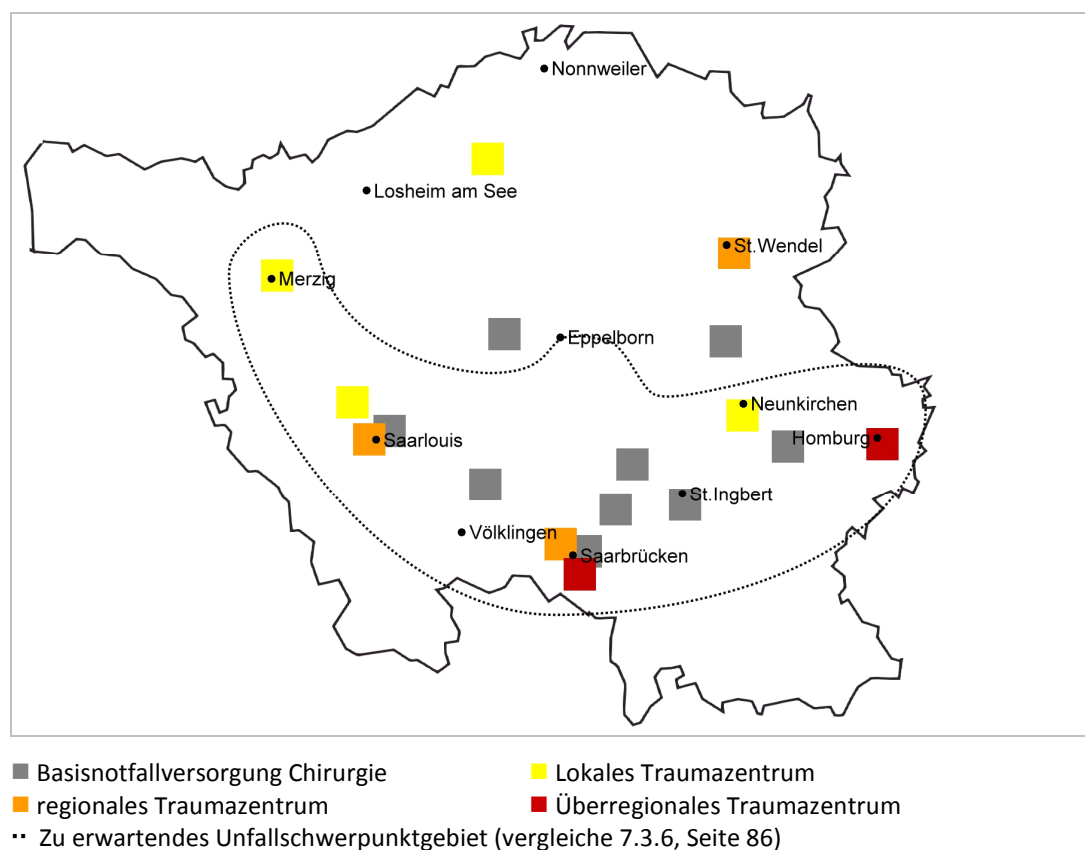 Nonnweiler
Losheim am See
St.Wendel
Merzig
Eppelborn
Neunkirchen
Homburg
Saarlouis
St.Ingbert
Völklingen
Saarbrücken
Basisnotfallversorgung Chirurgie
Lokales Traumazentrum
regionales Traumazentrum
Überregionales Traumazentrum
Zu erwartendes Unfallschwerpunktgebiet (vergleiche 7.3.6, Seite 86)